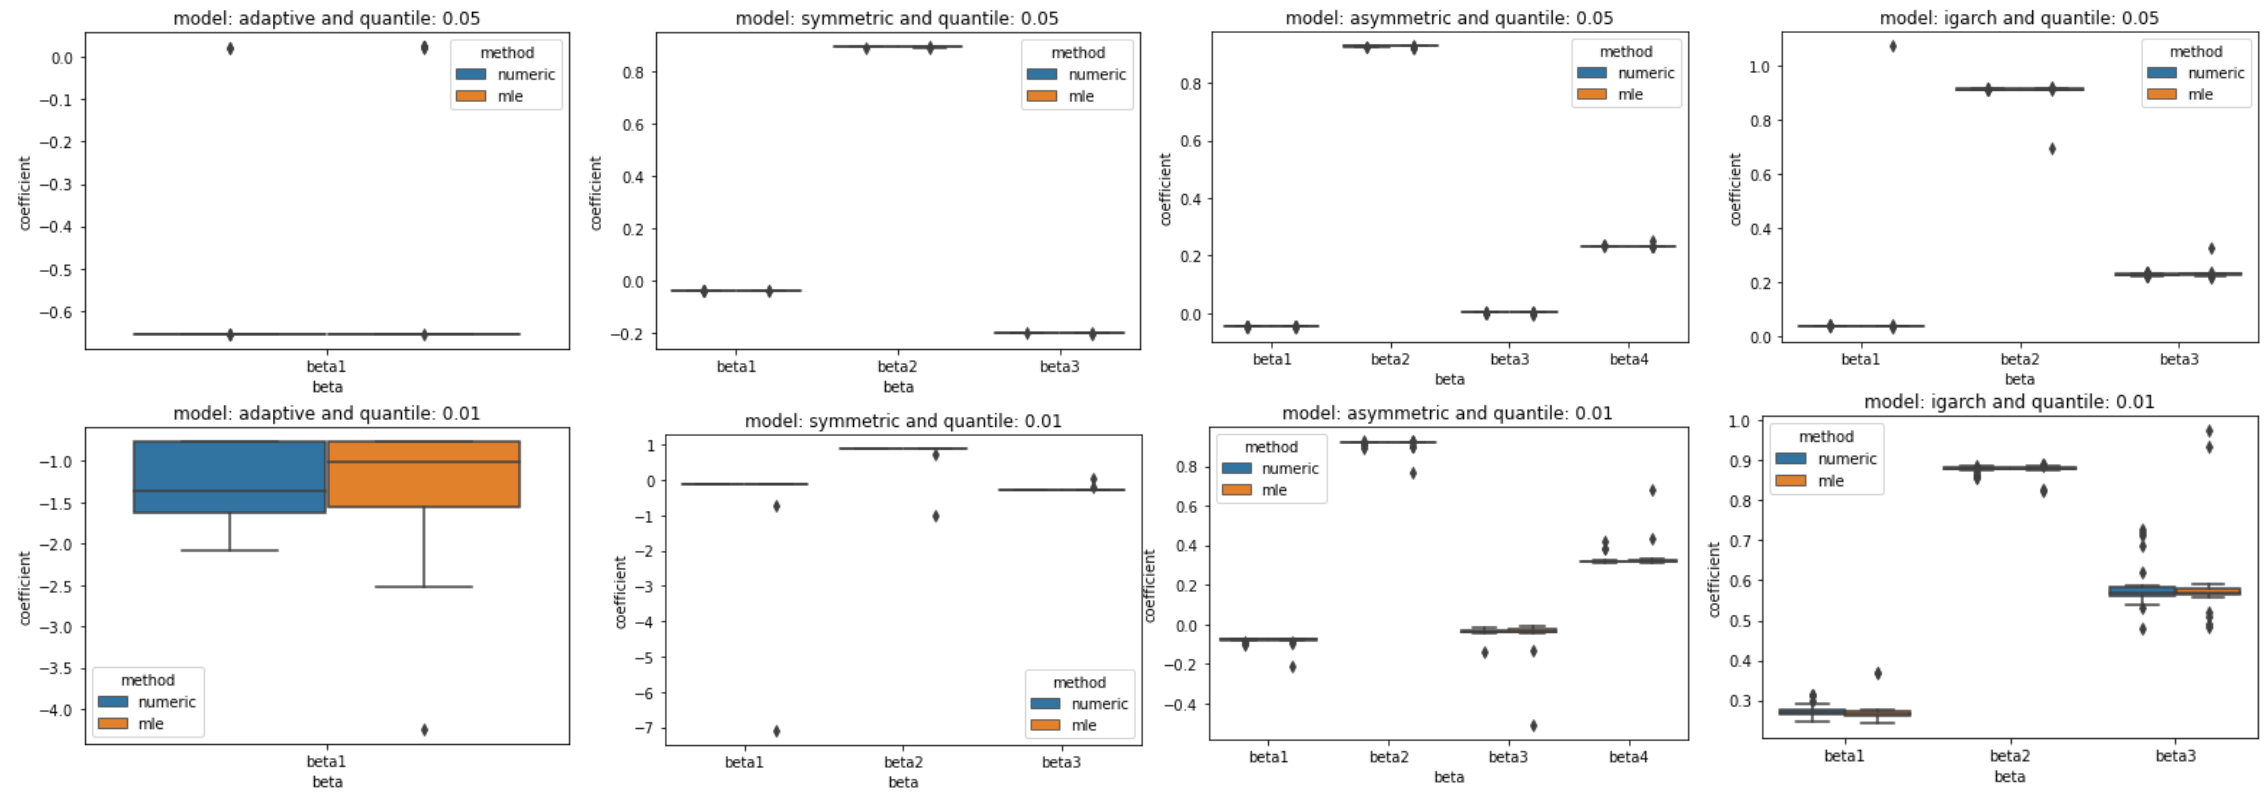 model: adaptive and quantile: 0.05
0.0
−0.1
−0.2
−0.3
−0.4
−0.5
−0.6
coefficient
method
numeric
mle
beta1
beta
model: symmetric and quantile: 0.05
0.8
0.6
0.4
0.2
0.0
−0.2
coefficient
method
numeric
mle
beta1 beta2 beta3
beta
model: asymmetric and quantile: 0.05
0.8
0.6
0.4
0.2
0.0
coefficient
method
numeric
mle
beta1 beta2 beta3 beta4
beta
model: igarch and quantile: 0.05
1.0
0.8
0.6
0.4
0.2
0.0
coefficient
method
numeric
mle
beta1 beta2 beta3
beta
model: adaptive and quantile: 0.01
−1.0
−1.5
−2.0
−2.5
−3.0
−3.5
−4.0
coefficient
method
numeric
mle
beta1
beta
model: symmetric and quantile: 0.01
1
0
−1
−2
−3
−4
−5
−6
−7
coefficient
method
numeric
mle
beta1 beta2 beta3
beta
model: asymmetric and quantile: 0.01
0.8
0.6
0.4
0.2
0.0
−0.2
−0.4
coefficient
method
numeric
mle
beta1 beta2 beta3 beta4
beta
model: igarch and quantile: 0.01
1.0
0.9
0.8
0.7
0.6
0.5
0.4
0.3
coefficient
method
numeric
mle
beta1 beta2 beta3
beta